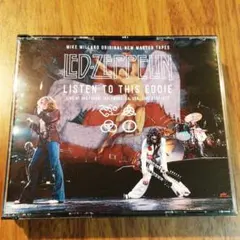 MIKE MILLARD ORIGINAL NEW MASTER TAPES
LED-ZEPPELIN
LISTEN TO THIS EDDIE